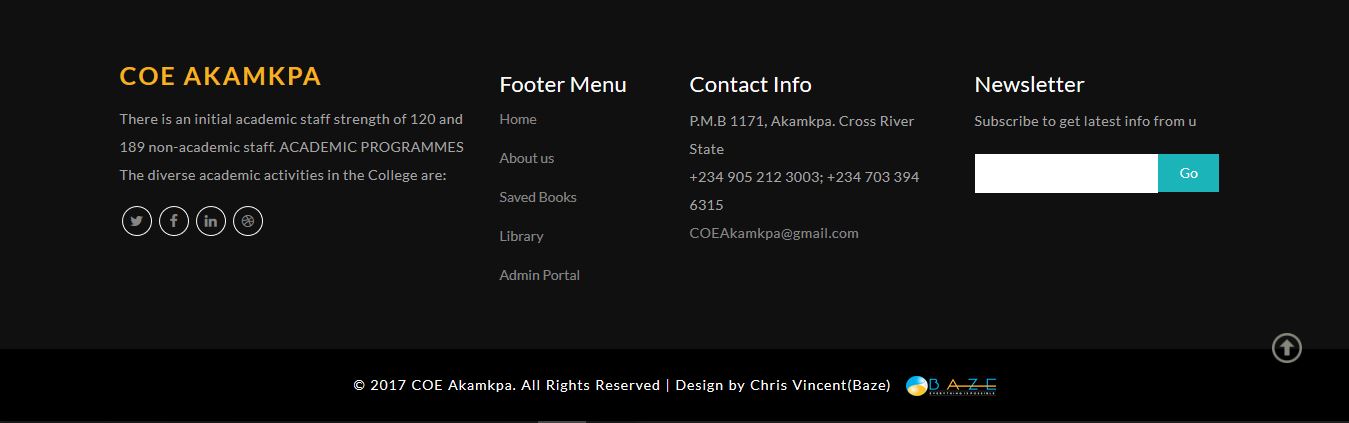 COE AKAMKPA
There is an initial academic staff strength of 120 and
189 non-academic staff. ACADEMIC PROGRAMMES
The diverse academic activities in the College are:
Footer Menu
Home
About us
Saved Books
Library
Admin Portal
Contact Info
P.M.B 1171, Akamkpa. Cross River
State
+234 905 212 3003; +234 703 394
6315
COEAkamkpa@gmail.com
Newsletter
Subscribe to get latest info from u
Go
© 2017 COE Akamkpa. All Rights Reserved | Design by Chris Vincent(Baze)
BAZE
EVERYTHING IS POSSIBLE